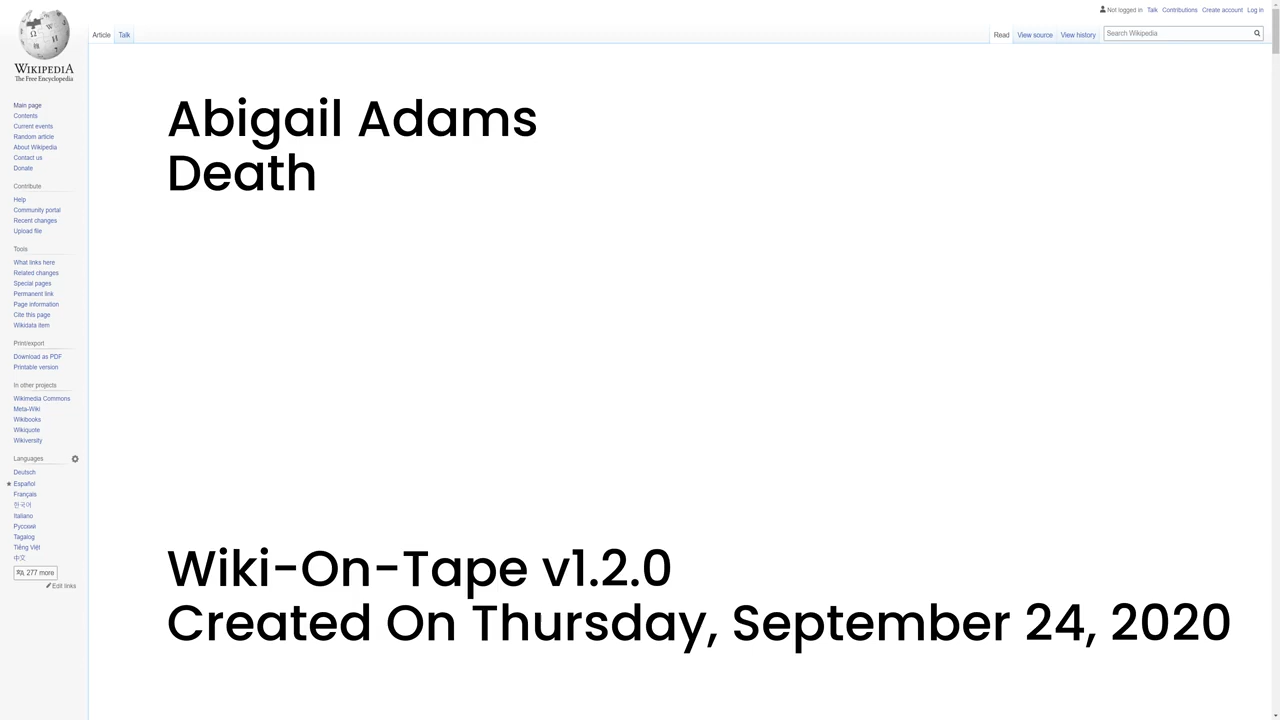 Not logged in Talk Contributions Create account Log in
Article Talk Read View source View history Search Wikipedia
WIKIPEDIA
The Free Encyclopedia
Main page
Contents
Current events
Random article
About Wikipedia
Contact us
Donate
Contribute
Help
Community portal
Recent changes
Upload file
Tools
What links here
Related changes
Special pages
Permanent link
Page information
Cite this page
Wikidata item
Print/export
Download as PDF
Printable version
In other projects
Wikimedia Commons
Meta-Wiki
Wikibooks
Wikiquote
Wikiversity
Languages
Deutsch
Español
Français
한국어
Italiano
Русский
Tagalog
Tiếng Việt
中文
277 more
Edit links
Abigail Adams
Death
Wiki-On-Tape v1.2.0
Created On Thursday, September 24, 2020